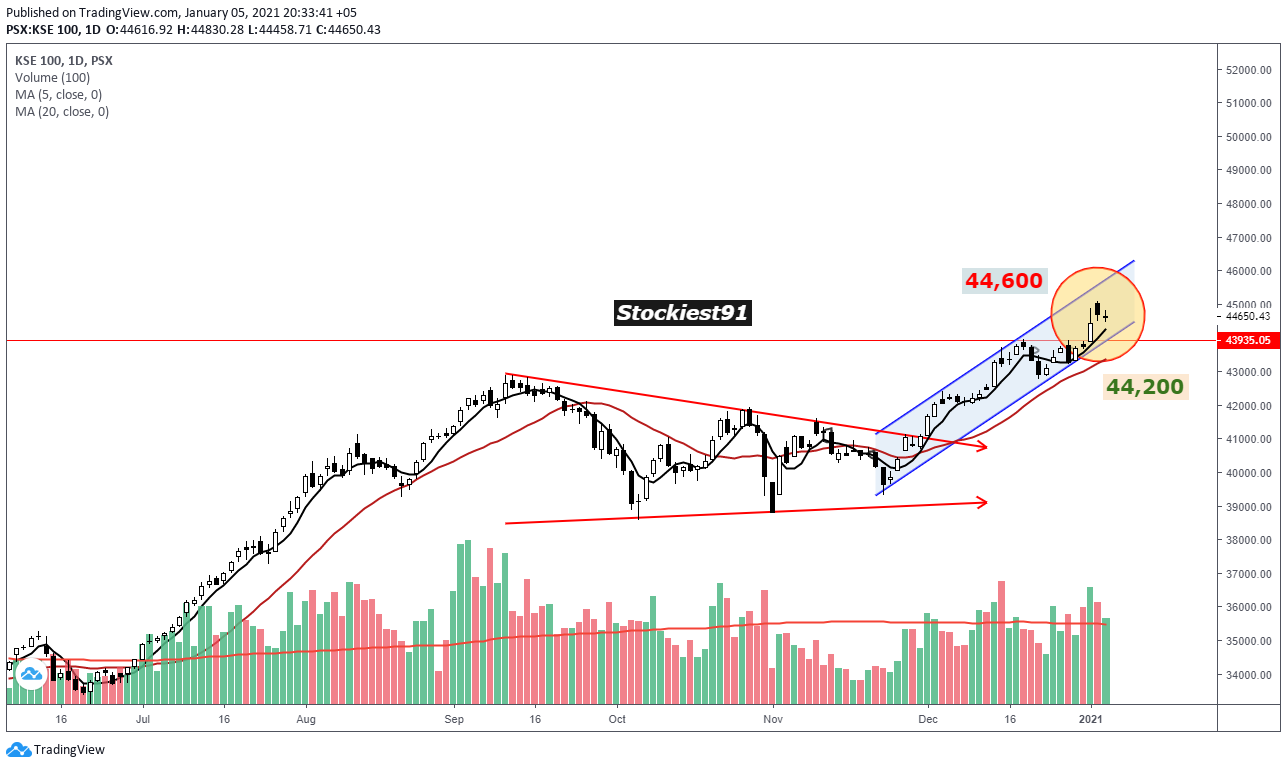 Published on TradingView.com, January 05, 2021 20:33:41 +05
PSX:KSE 100, 1D O:44616.92 H:44830.28 L:44458.71 C:44650.43
KSE 100, 1D, PSX
Volume (100)
MA (5, close, 0)
MA (20, close, 0)
52000.00
51000.00
50000.00
49000.00
48000.00
47000.00
46000.00
44,600
45000.00
Stockiest91
44650.43
43935.05
43000.00
44,200
42000.00
41000.00
40000.00
39000.00
38000.00
37000.00
36000.00
35000.00
34000.00
16 Jul 16 Aug Sep 16 Oct Nov Dec 16 2021
TradingView